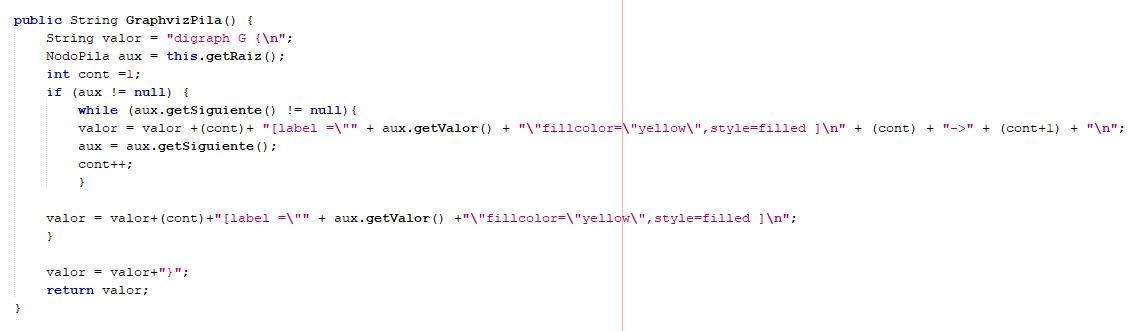 public String GraphvizPila() {
String valor = "digraph G {\n";
NodoPila aux = this.getRaiz();
int cont =1;
if (aux != null) {
while (aux.getSiguiente() != null){
valor = valor +(cont)+ "[label =\"" + aux.getValor() + "\"fillcolor=\"yellow\",style=filled ]\n" + (cont) + "->" + (cont+1) + "\n";
aux = aux.getSiguiente();
cont++;
}
valor = valor+(cont)+"[label =\"" + aux.getValor() +"\"fillcolor=\"yellow\",style=filled ]\n";
}
valor = valor+"}";
return valor;
}